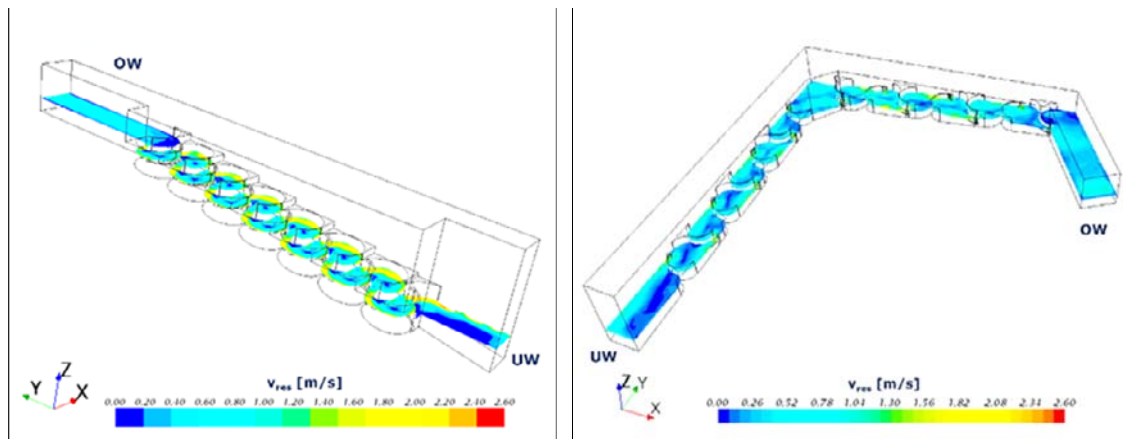 OW
UW
Z
Y
X
v_res [m/s]
0.00 0.20 0.40 0.60 0.80 1.00 1.20 1.40 1.60 1.80 2.00 2.20 2.40 2.60
OW
UW
Z
Y
X
v_res [m/s]
0.00 0.26 0.52 0.78 1.04 1.30 1.56 1.82 2.08 2.34 2.60